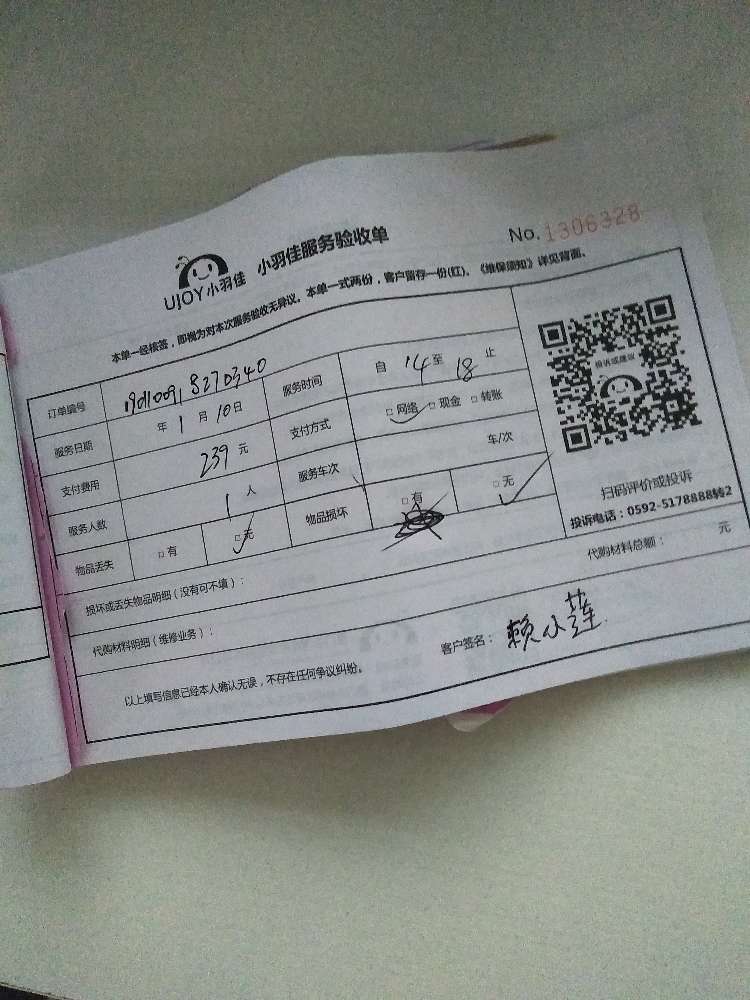 UJOY小羽佳 小羽佳服务验收单 No.1306328
本单一经核签，即视为对本次服务验收无异议。本单一式两份，客户留存一份(红)。《维保须知》详见背面。
订单编号 190109 8270340 服务时间 自 14 至 18 止
服务日期 年 1 月 10 日 支付方式 □网络 □现金 □转账
支付费用 239 元 服务车次 车/次
服务人数 1 人 物品损坏 □有 □无
物品丢失 □有 □无
投诉或建议
扫码评价或投诉
投诉电话：0592-5178888转2
损坏或丢失物品明细（没有可不填）：
代购材料明细（维修业务）： 代购材料总额： 元
以上填写信息已经本人确认无误，不存在任何争议纠纷。 客户签名：赖小莲